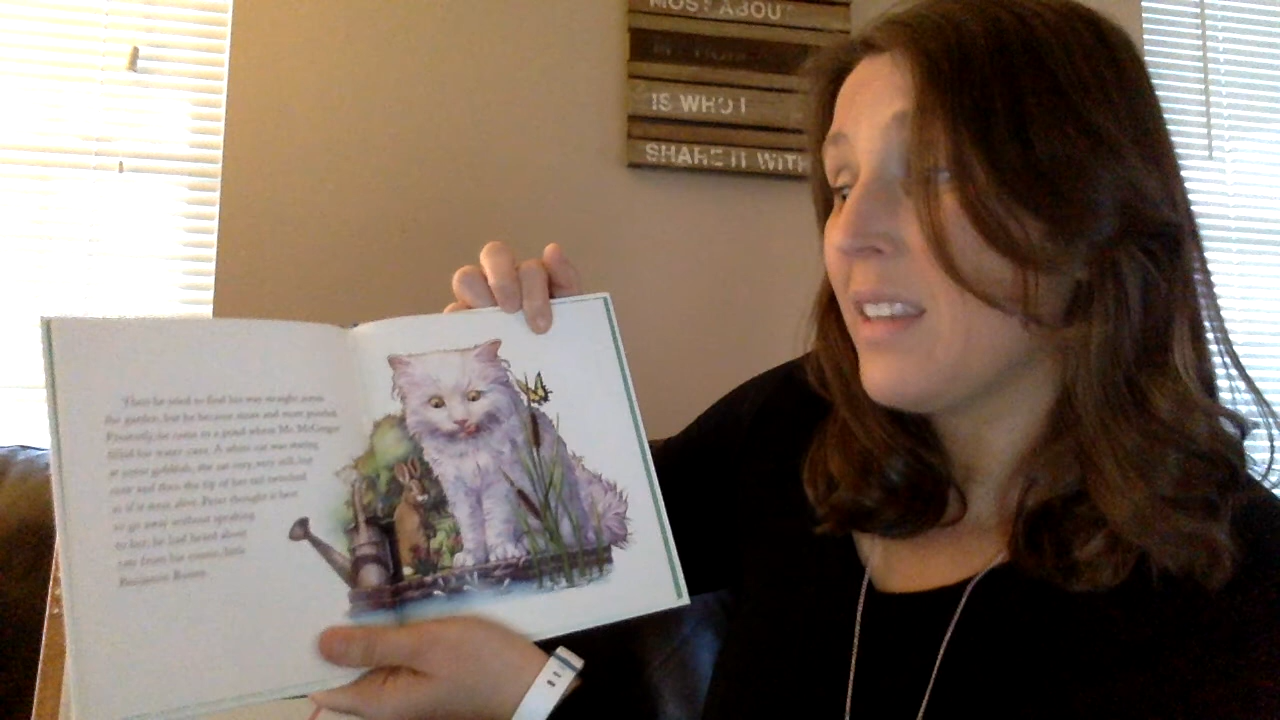 MOST ABOUT
IS WHO I
SHARE IT WITH
Then he tried to find his way straight across
the garden, but he became more and more puzzled.
Presently, he came to a pond where Mr. McGregor
filled his water cans. A white cat was staring
at some goldfish, she sat very, very still, but
now and then the tip of her tail twitched
as if it were alive. Peter thought it best
to go away without speaking
to her, he had heard about
cats from his cousin, little
Benjamin Bunny.